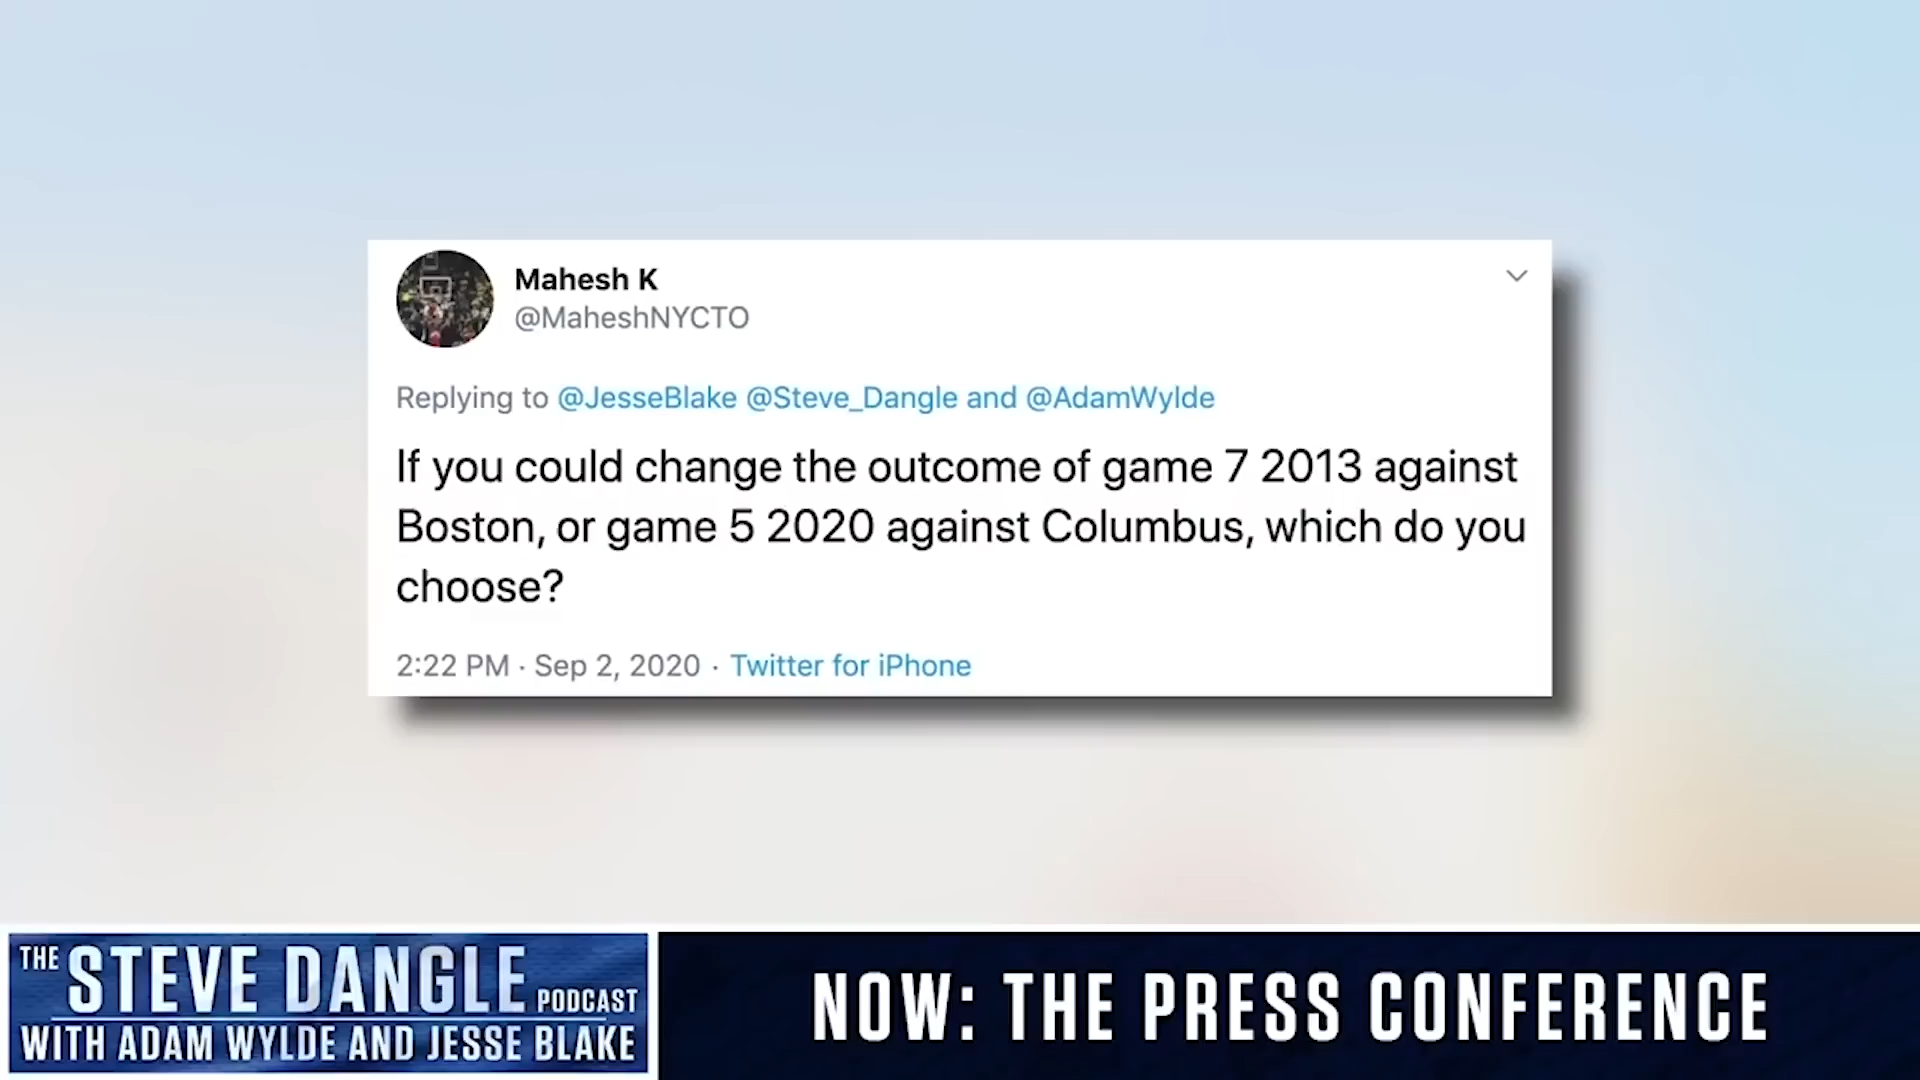 Mahesh K
@MaheshNYCTO
Replying to @JesseBlake @Steve_Dangle and @AdamWylde
If you could change the outcome of game 7 2013 against
Boston, or game 5 2020 against Columbus, which do you
choose?
2:22 PM · Sep 2, 2020 · Twitter for iPhone
THE STEVE DANGLE PODCAST
WITH ADAM WYLDE AND JESSE BLAKE
NOW: THE PRESS CONFERENCE